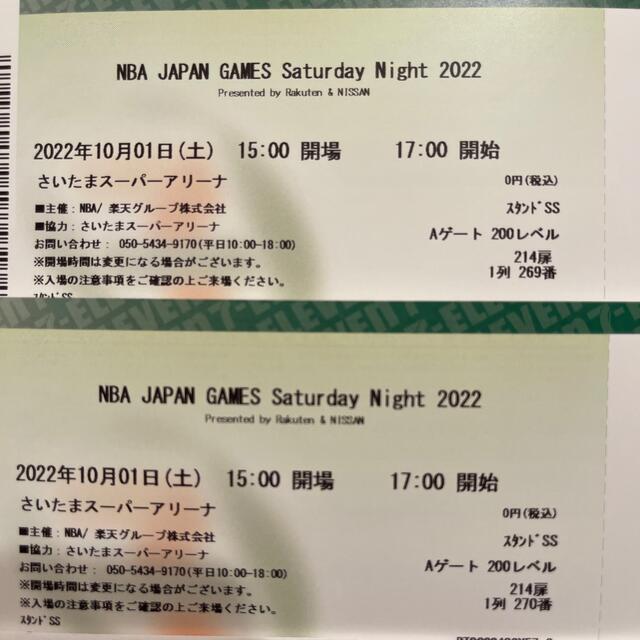 NBA JAPAN GAMES Saturday Night 2022
Presented by Rakuten & NISSAN
2022年10月01日(土) 15:00 開場 17:00 開始
さいたまスーパーアリーナ 0円(税込)
■主催：NBA/ 楽天グループ株式会社 スタンドSS
■協力：さいたまスーパーアリーナ Aゲート 200レベル
お問い合わせ： 050-5434-9170(平日10:00-18:00) 214扉
※開場時間は変更になる場合がございます。 1列 269番
※入場の注意事項をご確認の上ご来場ください。
スタンドSS
NBA JAPAN GAMES Saturday Night 2022
Presented by Rakuten & NISSAN
2022年10月01日(土) 15:00 開場 17:00 開始
さいたまスーパーアリーナ 0円(税込)
■主催：NBA/ 楽天グループ株式会社 スタンドSS
■協力：さいたまスーパーアリーナ Aゲート 200レベル
お問い合わせ： 050-5434-9170(平日10:00-18:00) 214扉
※開場時間は変更になる場合がございます。 1列 270番
※入場の注意事項をご確認の上ご来場ください。
スタンドSS